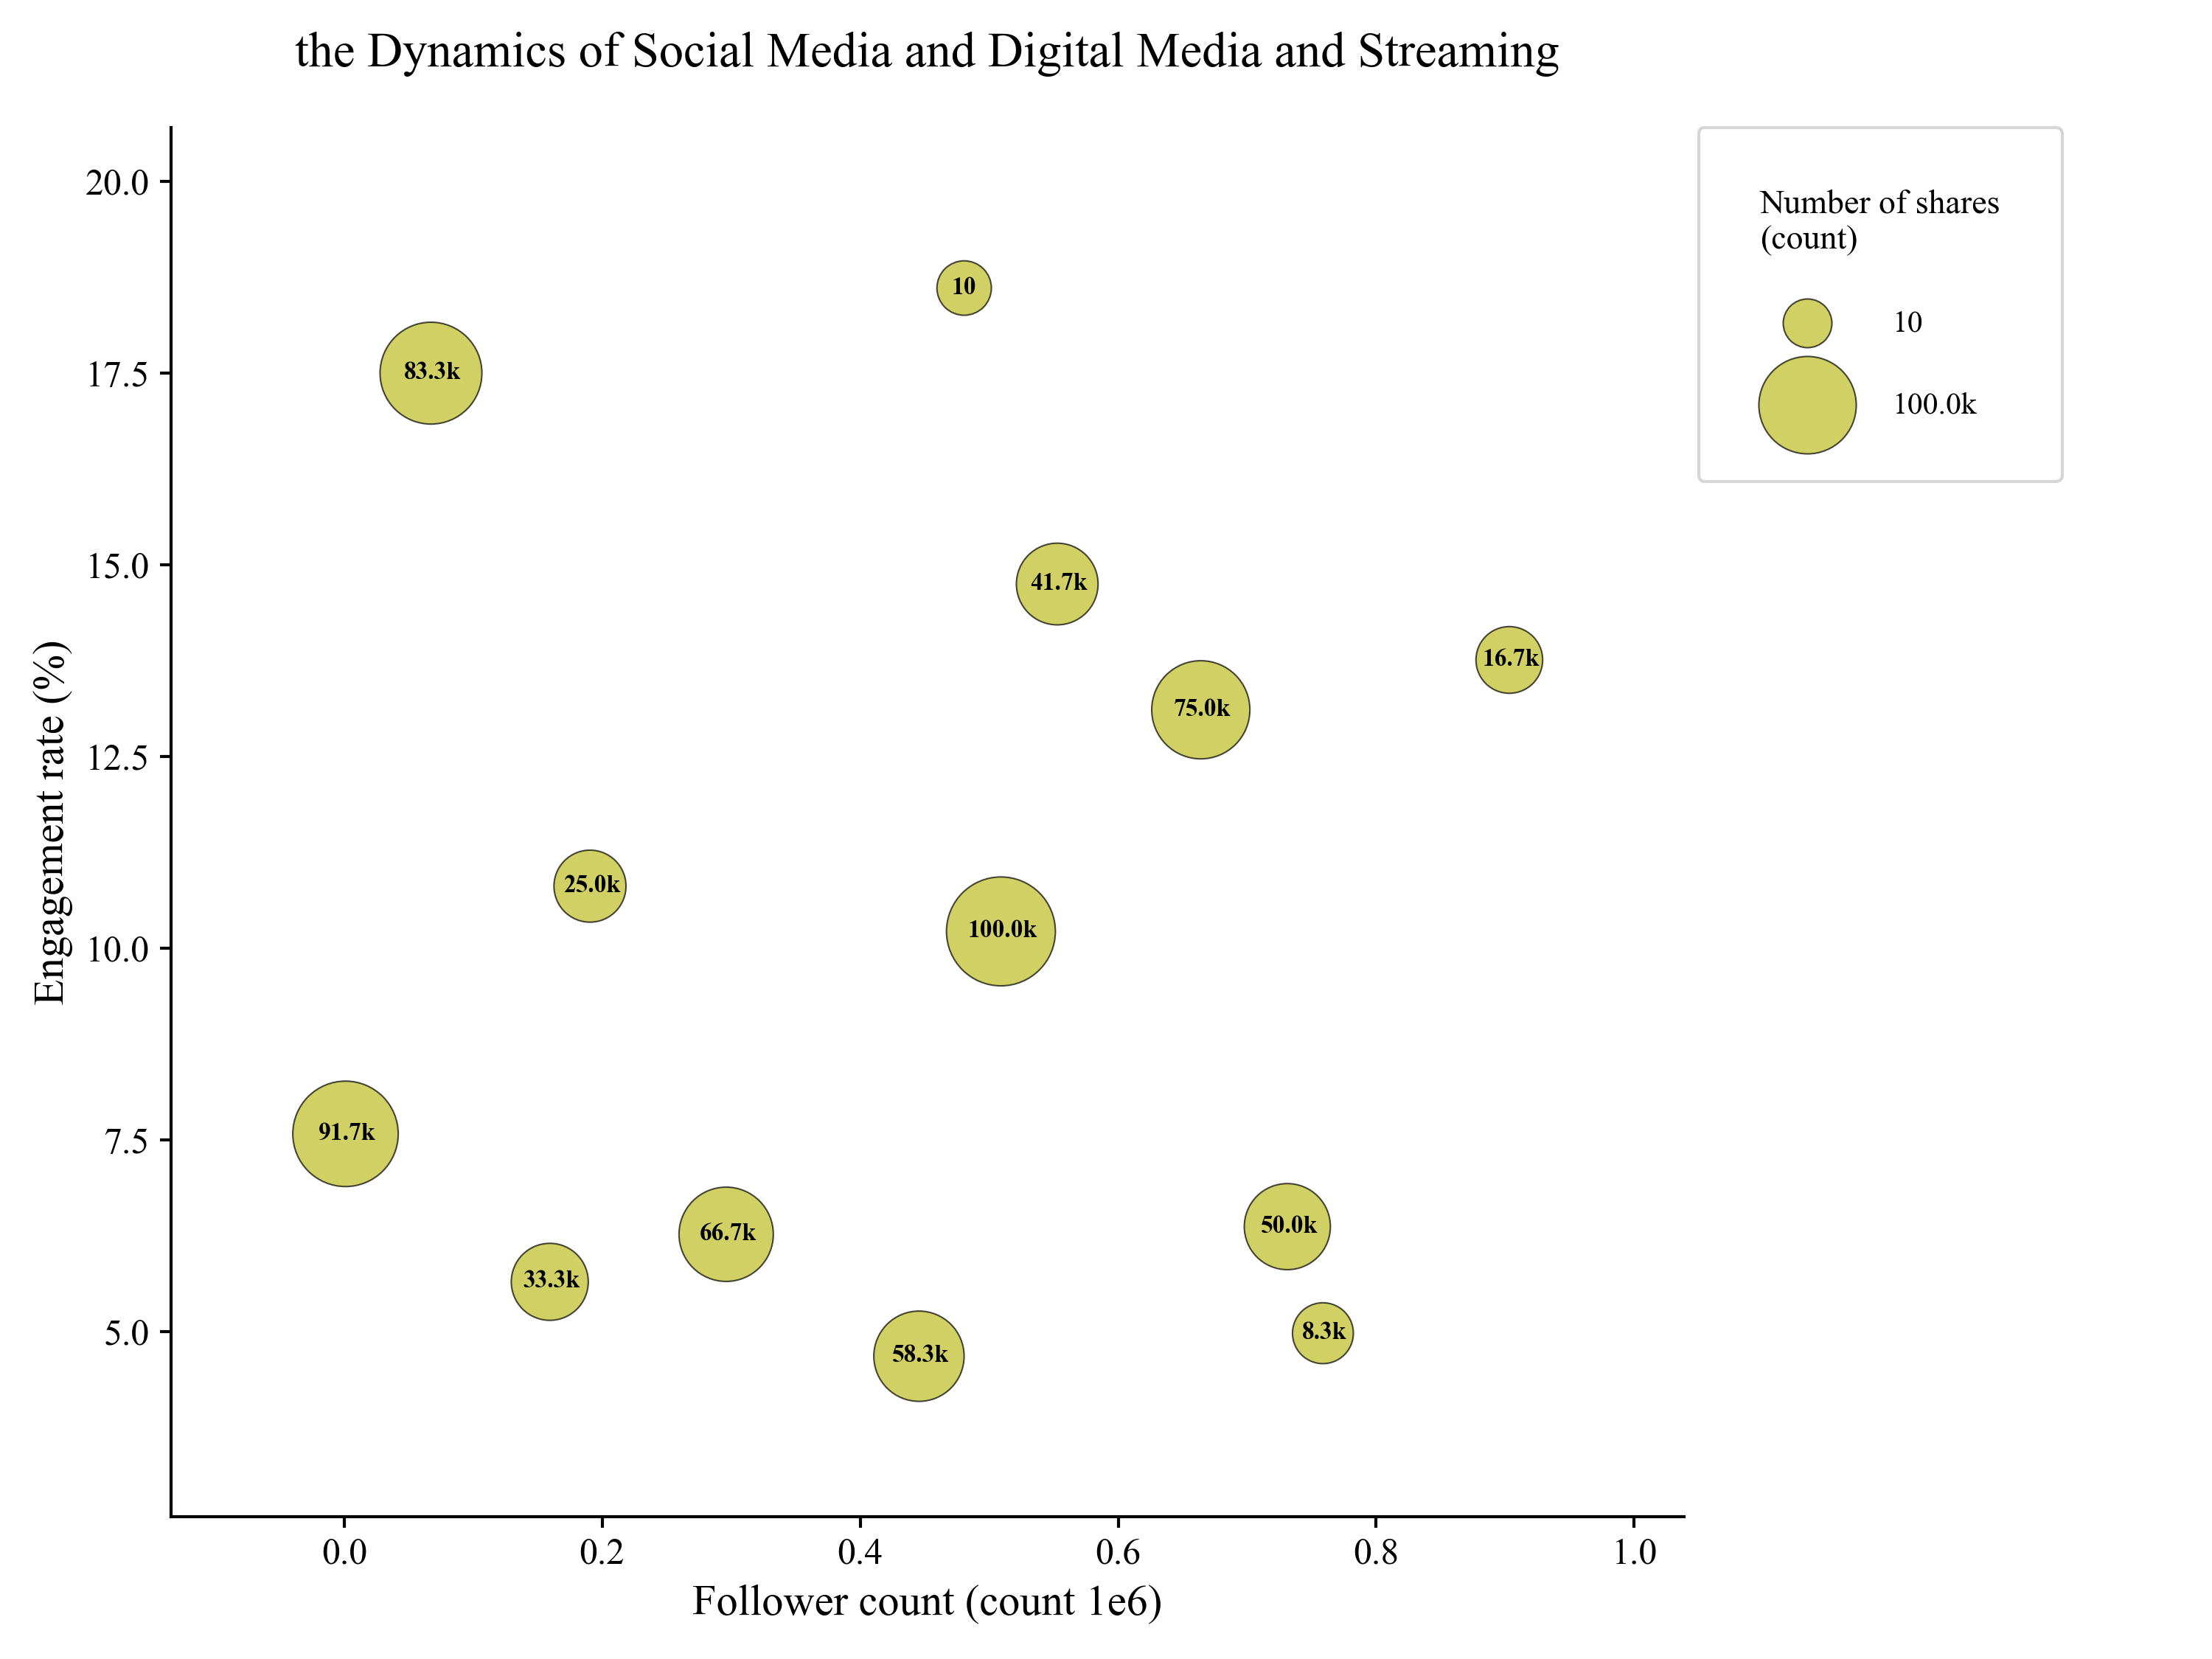 the Dynamics of Social Media and Digital Media and Streaming
Engagement rate (%)
20.0
17.5
15.0
12.5
10.0
7.5
5.0
10
83.3k
41.7k
16.7k
75.0k
25.0k
100.0k
91.7k
66.7k
50.0k
33.3k
8.3k
58.3k
0.0
0.2
0.4
0.6
0.8
1.0
Follower count (count 1e6)
Number of shares
(count)
10
100.0k